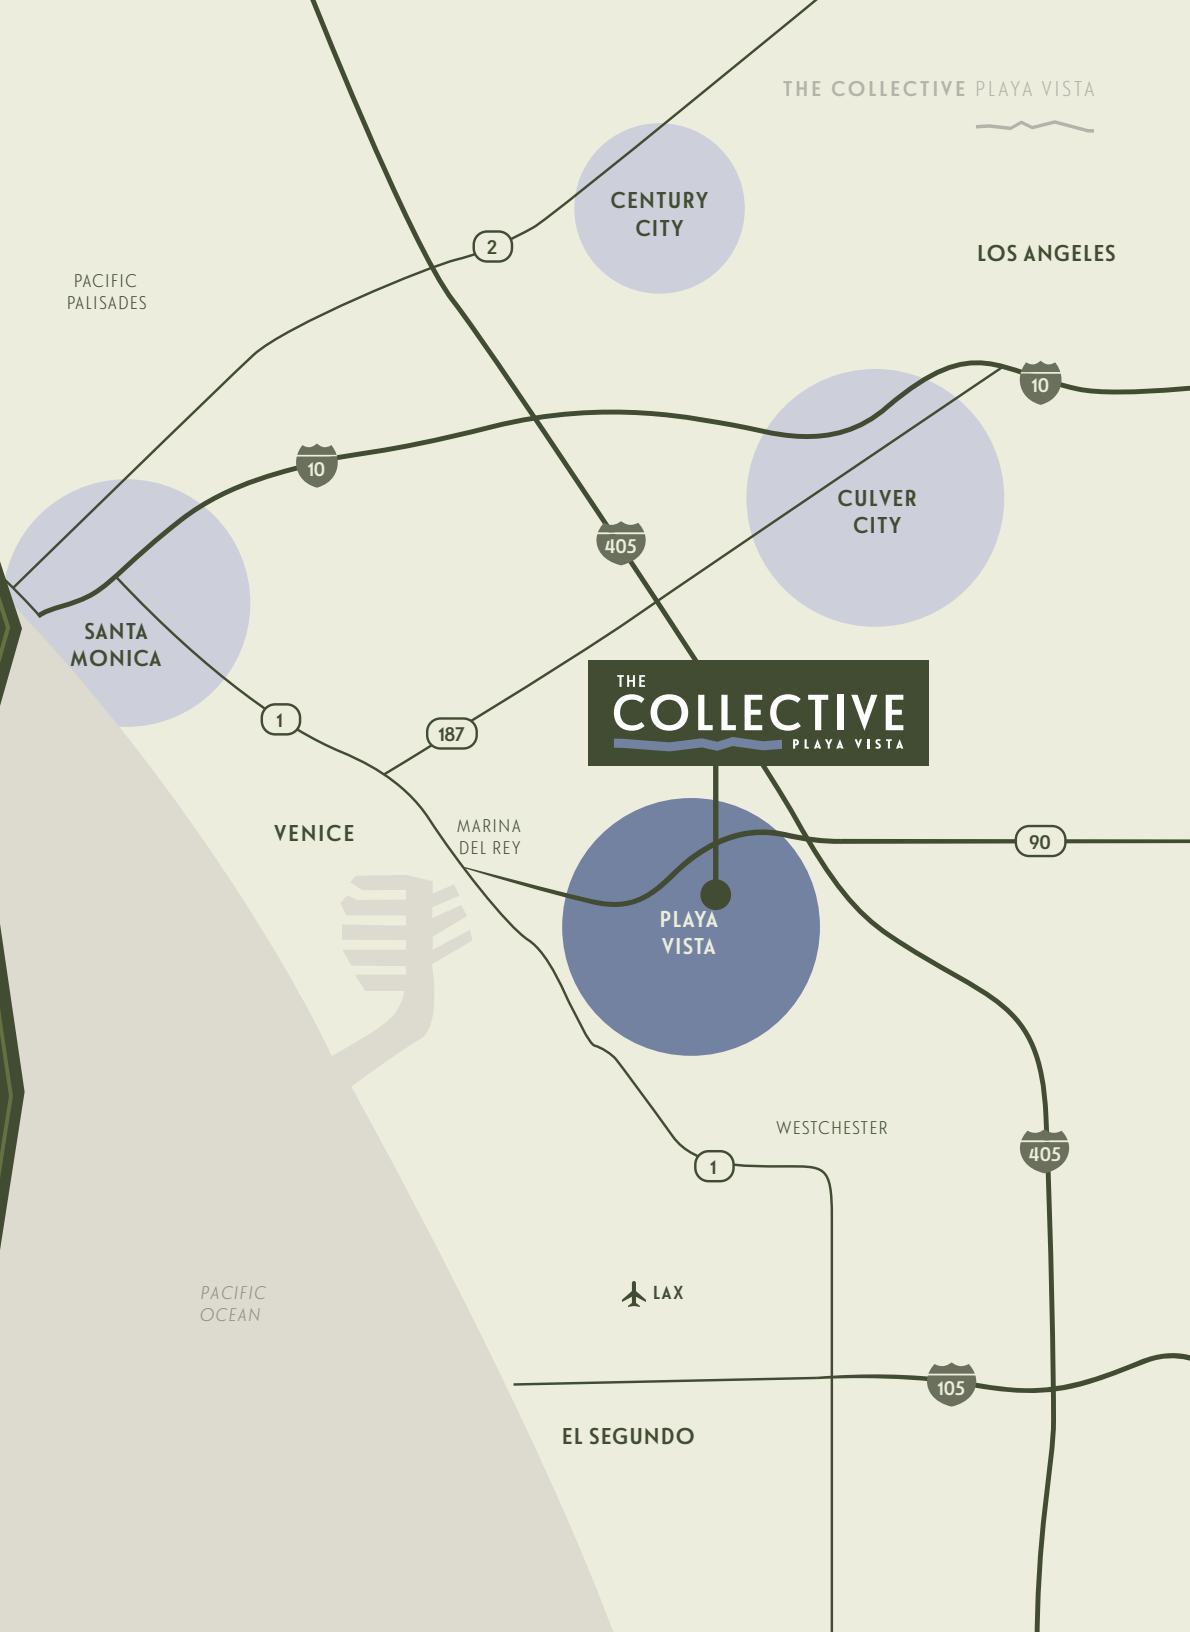 THE COLLECTIVE PLAYA VISTA
CENTURY
CITY
2
LOS ANGELES
PACIFIC
PALISADES
10
10
CULVER
CITY
405
SANTA
MONICA
THE
COLLECTIVE
PLAYA VISTA
1
187
VENICE
MARINA
DEL REY
90
PLAYA
VISTA
WESTCHESTER
405
1
PACIFIC
OCEAN
LAX
105
EL SEGUNDO